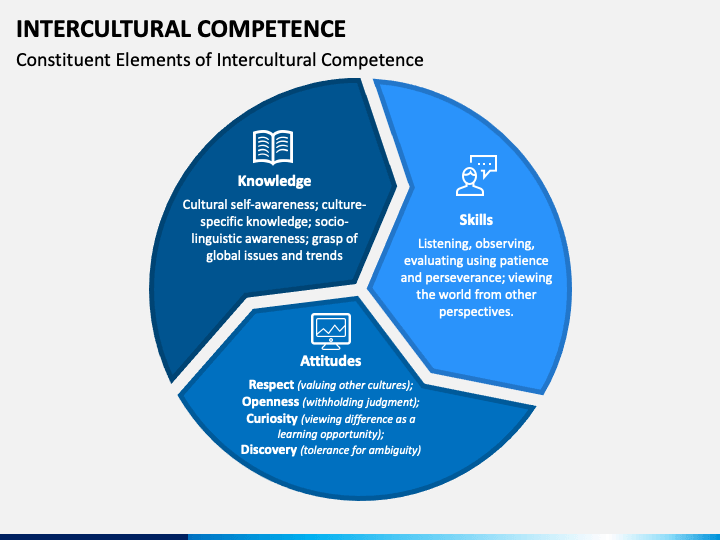 INTERCULTURAL COMPETENCE
Constituent Elements of Intercultural Competence
Knowledge
Cultural self-awareness; culture-
specific knowledge; socio-
linguistic awareness; grasp of
global issues and trends
Skills
Listening, observing,
evaluating using patience
and perseverance; viewing
the world from other
perspectives.
Attitudes
Respect (valuing other cultures);
Openness (withholding judgment);
Curiosity (viewing difference as a
learning opportunity);
Discovery (tolerance for ambiguity)